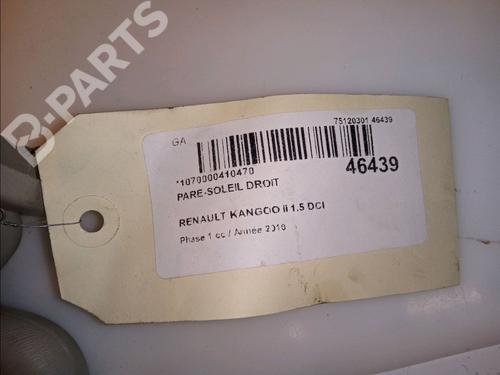 B-PARTS
GA
75120301 46439
*1070000410470
46439
PARE-SOLEIL DROIT
RENAULT KANGOO II 1.5 DCI
Phase 1 cc / Année 2010